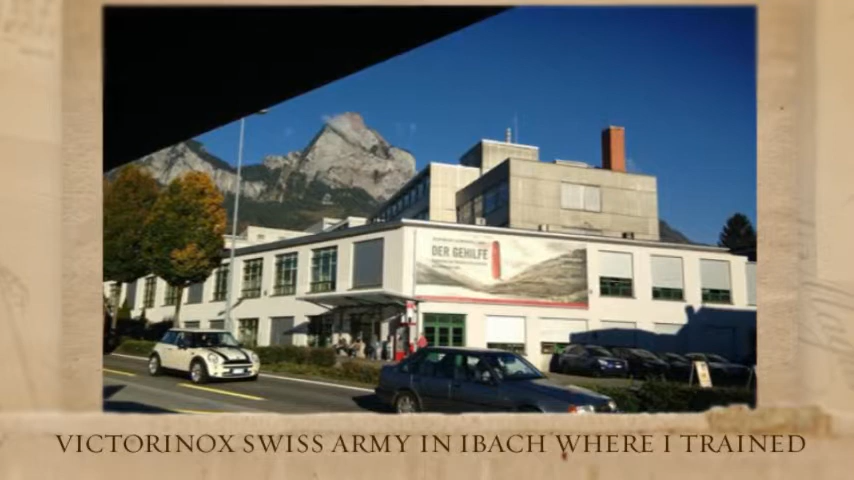 DER GEHILFE
VICTORINOX SWISS ARMY IN IBACH WHERE I TRAINED